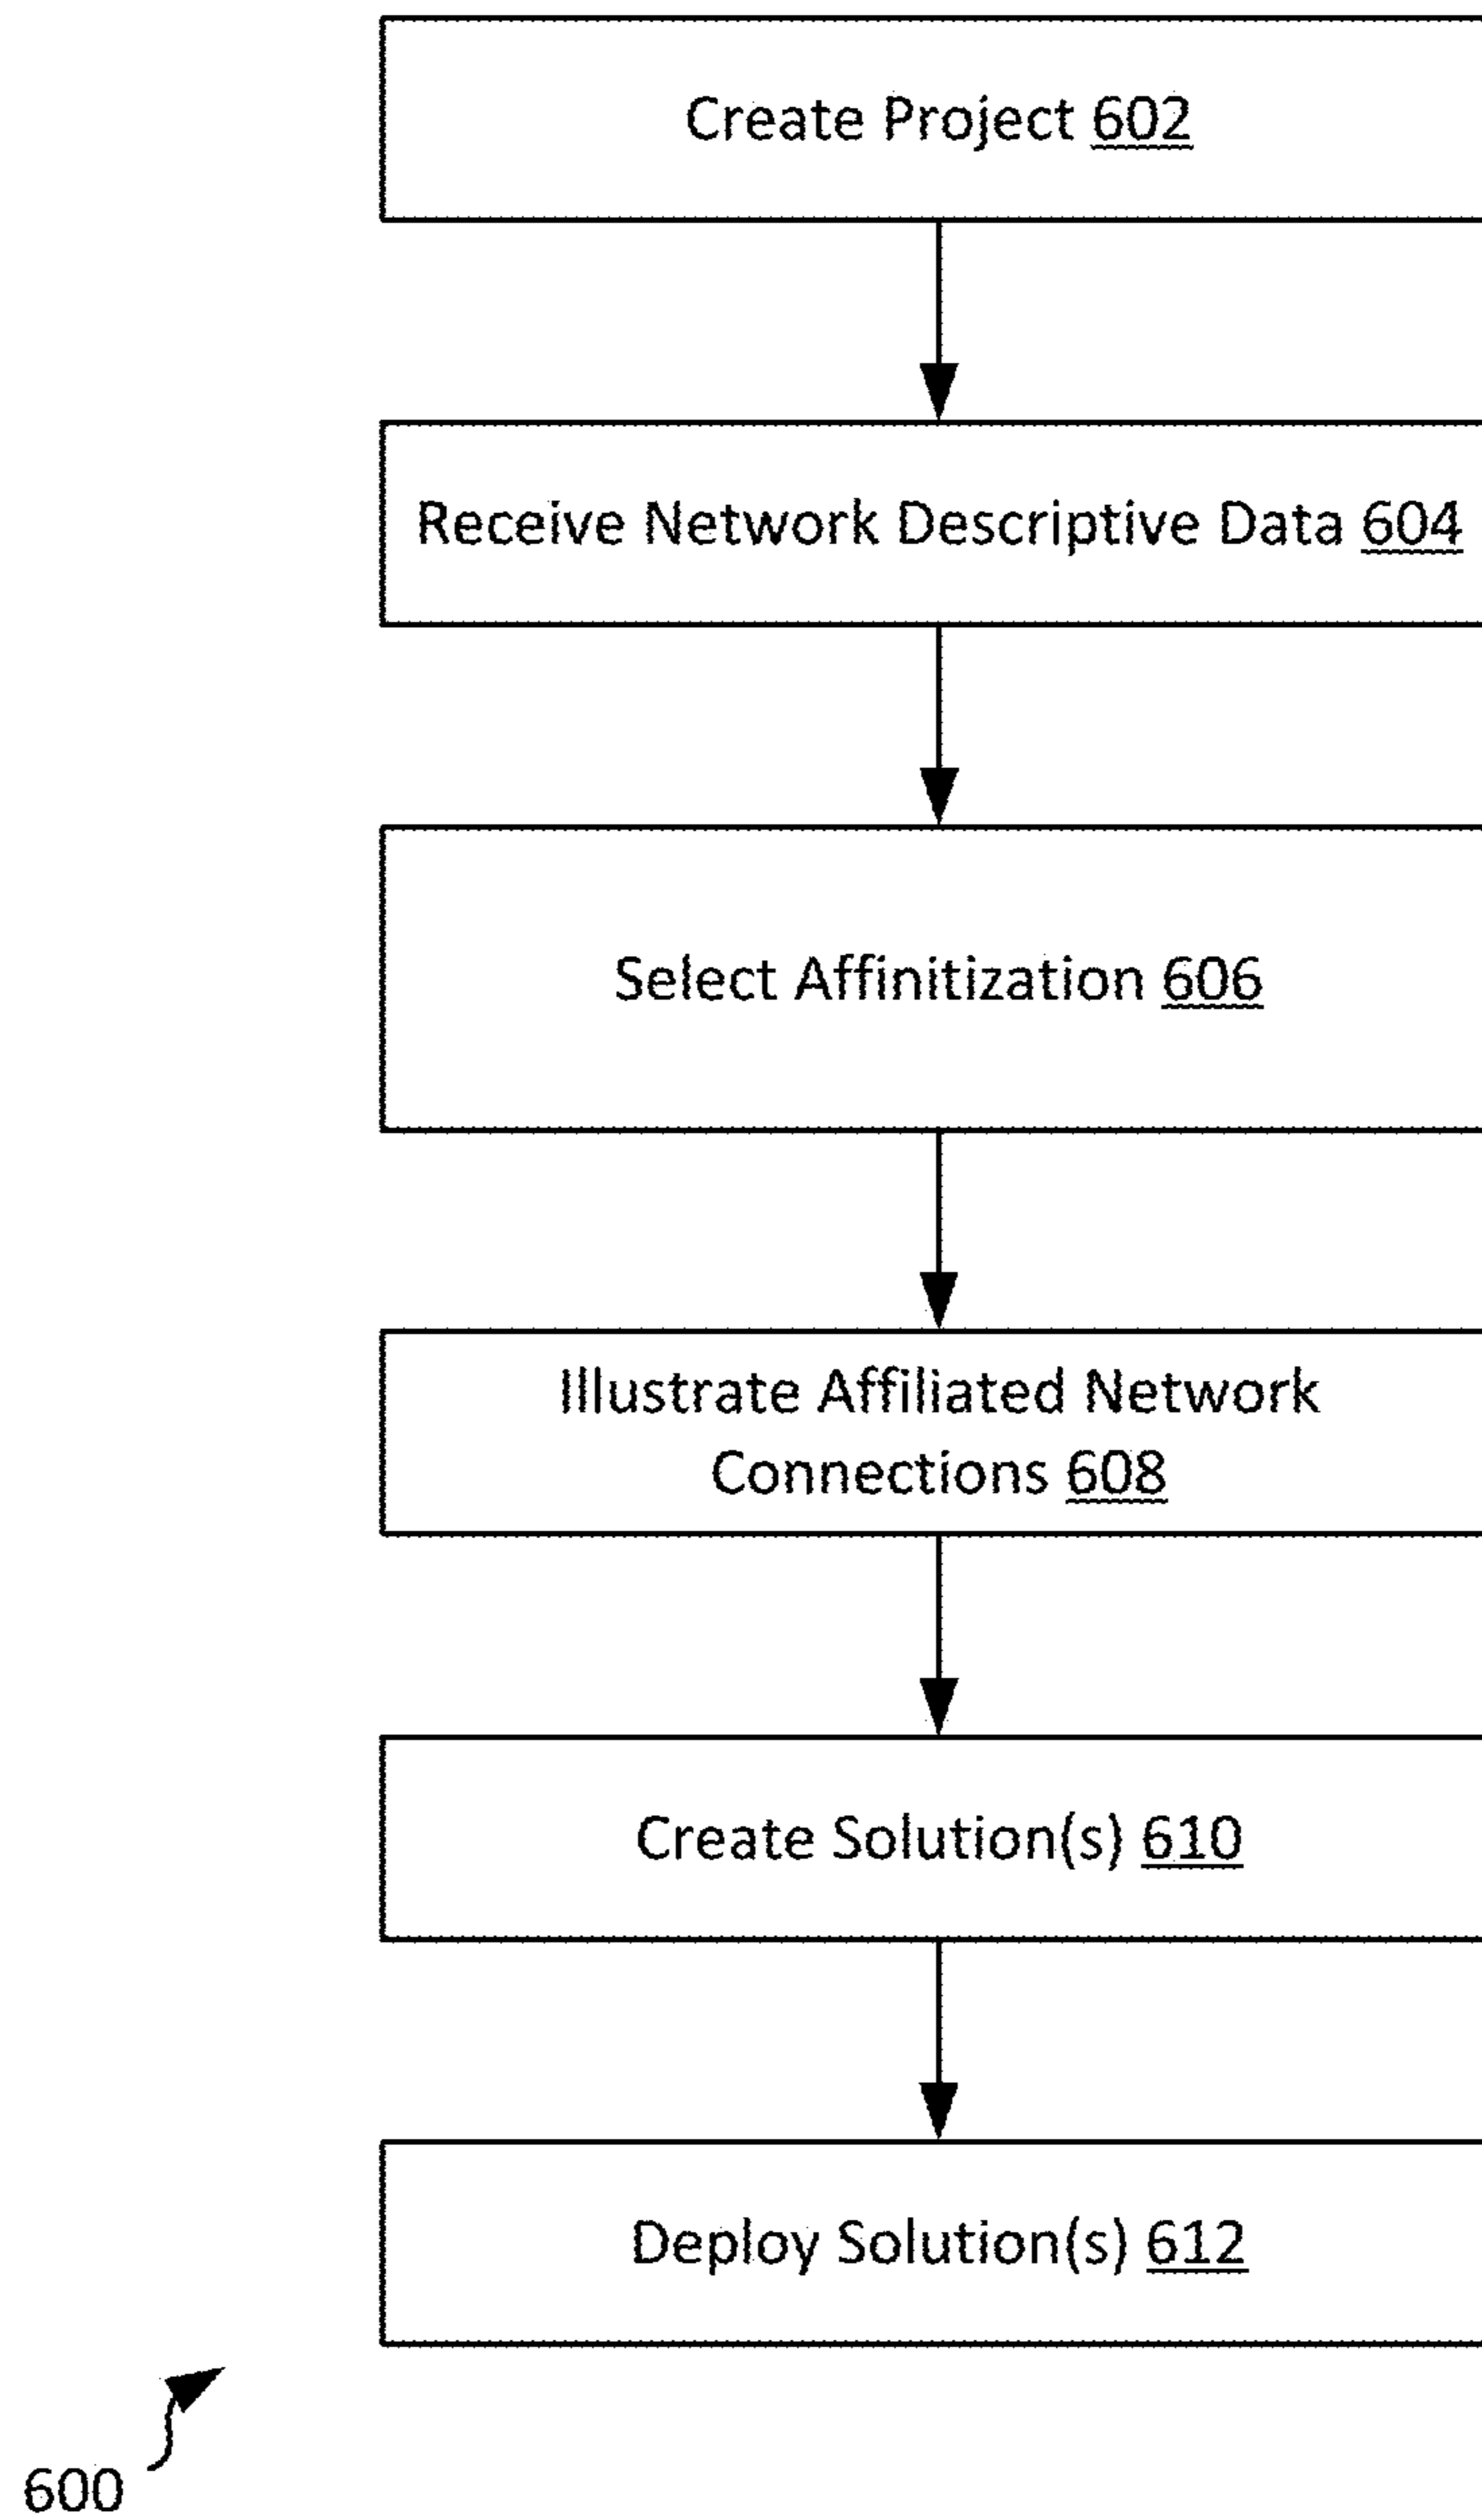 Create Project 602
Receive Network Descriptive Data 604
Select Affinitization 606
Illustrate Affiliated Network
Connections 608
Create Solution(s) 610
Deploy Solution(s) 612
600